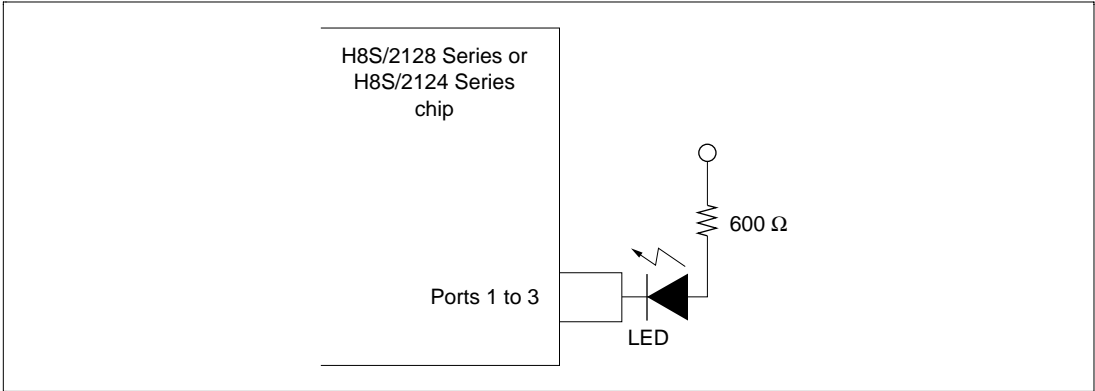 H8S/2128 Series or
H8S/2124 Series
chip
600 Ω
Ports 1 to 3
LED